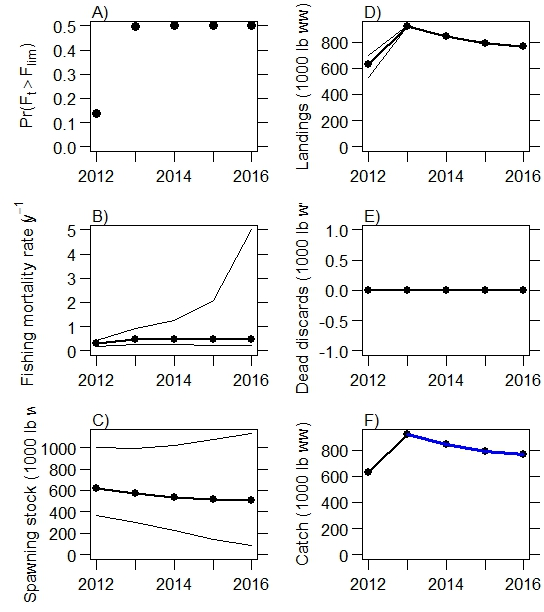 A)
Pr(Ft > Flim)
0.5
0.4
0.3
0.2
0.1
0.0
2012 2014 2016
D)
Landings (1000 lb ww)
800
600
400
200
0
2012 2014 2016
B)
Fishing mortality rate (y−1
5
4
3
2
1
0
2012 2014 2016
E)
Dead discards (1000 lb w
1.0
0.5
0.0
-0.5
-1.0
2012 2014 2016
C)
Spawning stock (1000 lb w
1000
800
600
400
200
0
2012 2014 2016
F)
Catch (1000 lb ww)
800
600
400
200
0
2012 2014 2016